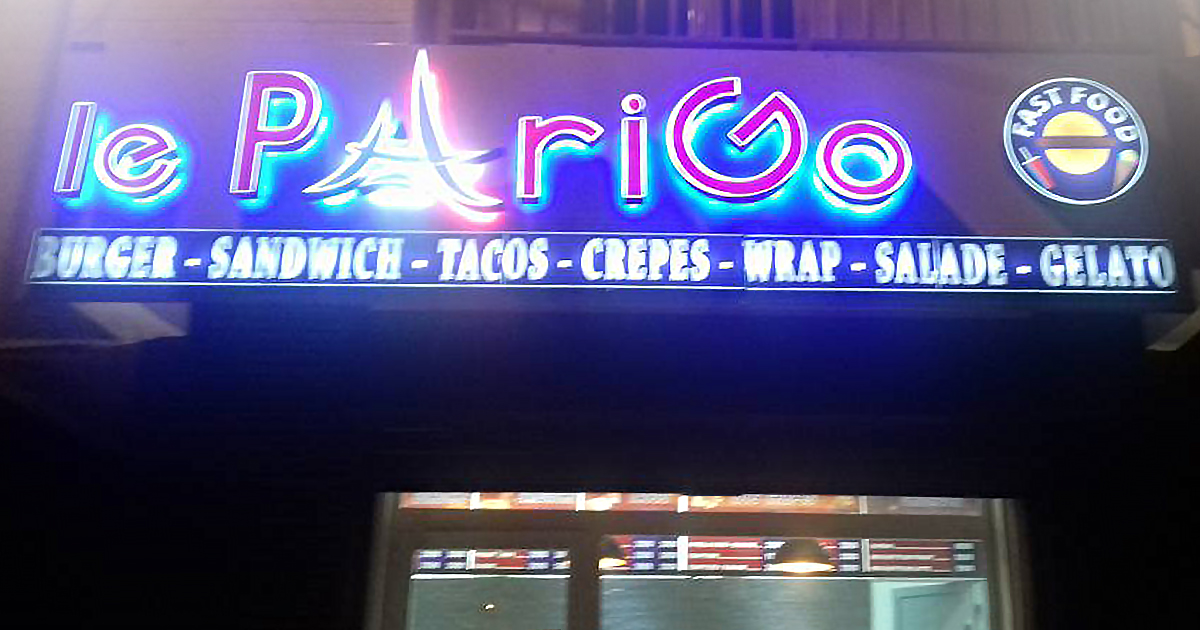 le PAriGo
FAST FOOD
BURGER - SANDWICH - TACOS - CREPES - WRAP - SALADE - GELATO